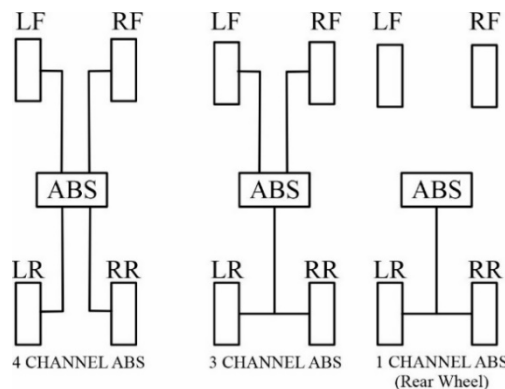 LF RF LF RF LF RF
ABS ABS ABS
LR RR LR RR LR RR
4 CHANNEL ABS 3 CHANNEL ABS 1 CHANNEL ABS
(Rear Wheel)